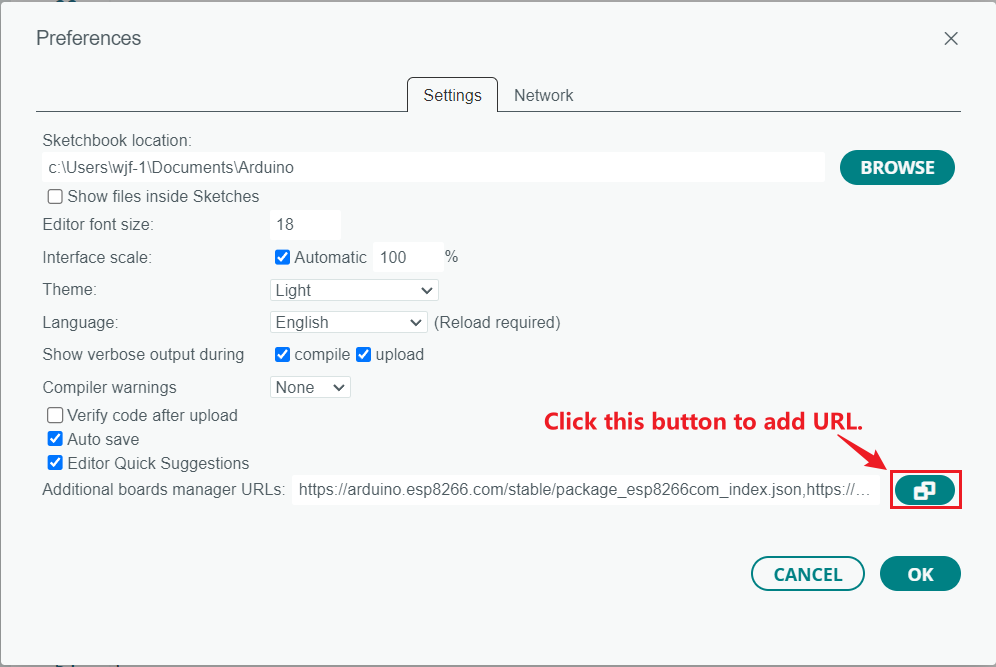 Preferences
Settings Network
Sketchbook location:
c:\Users\wjf-1\Documents\Arduino
BROWSE
Show files inside Sketches
Editor font size: 18
Interface scale: Automatic 100 %
Theme: Light
Language: English (Reload required)
Show verbose output during compile upload
Compiler warnings None
Verify code after upload
Click this button to add URL.
Auto save
Editor Quick Suggestions
Additional boards manager URLs: https://arduino.esp8266.com/stable/package_esp8266com_index.json,https://...
CANCEL OK